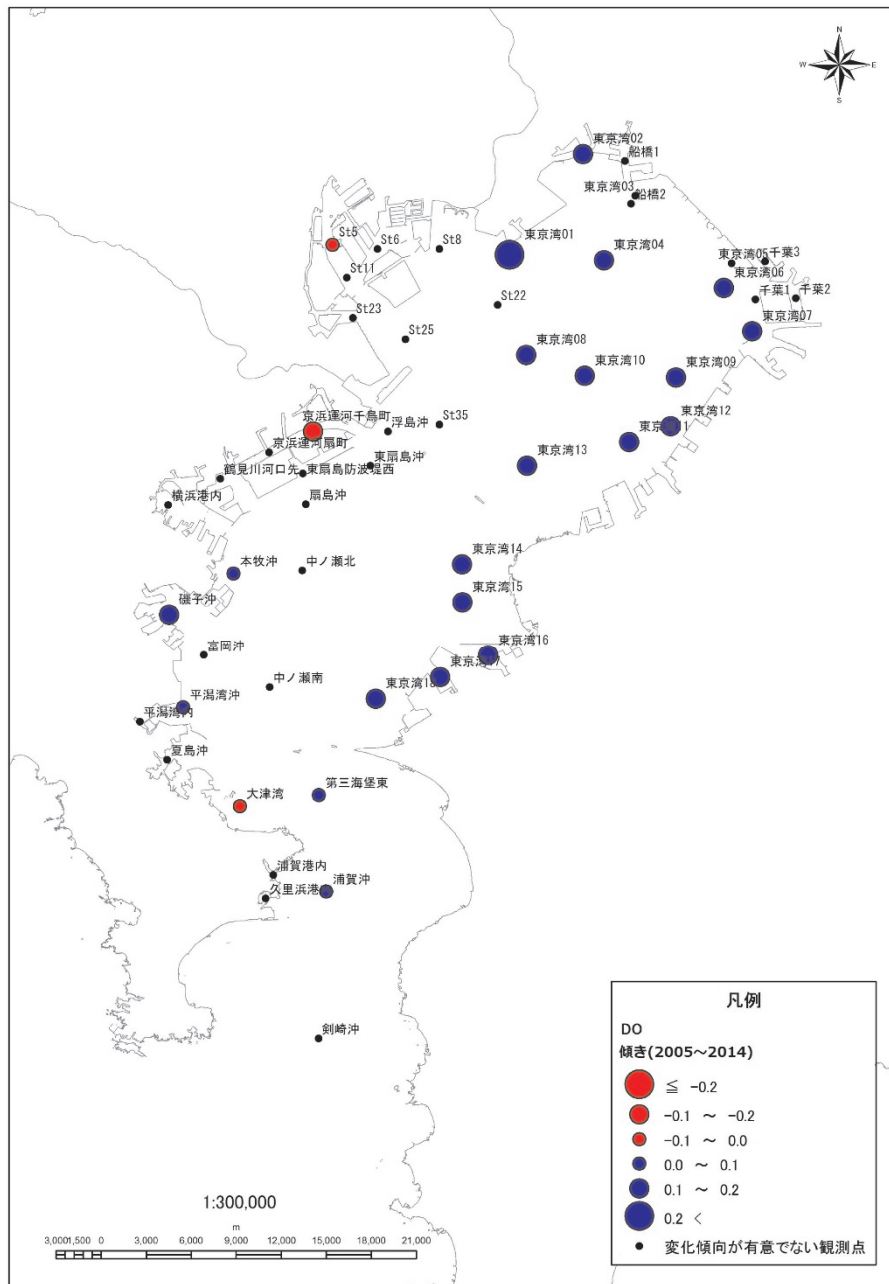 N
W
E
S
東京湾02
船橋1
東京湾03
船橋2
St5
St6
St8
東京湾01
東京湾04
東京湾05
千葉3
東京湾06
St11
千葉1
千葉2
St22
St23
東京湾07
St25
東京湾08
東京湾10
東京湾09
京浜運河千鳥町
浮島沖
St35
東京湾12
東京湾11
京浜運河扇町
東扇島沖
東京湾13
鶴見川河口先
東扇島防波堤西
横浜港内
扇島沖
本牧沖
中ノ瀬北
東京湾14
磯子沖
東京湾15
富岡沖
東京湾16
中ノ瀬南
東京湾17
平潟湾沖
東京湾18
平潟湾内
夏島沖
大津湾
第三海堡東
浦賀港内
久里浜港
浦賀沖
剣崎沖
凡例
DO
傾き(2005～2014)
≦ -0.2
-0.1 ～ -0.2
-0.1 ～ 0.0
0.0 ～ 0.1
0.1 ～ 0.2
0.2 <
変化傾向が有意でない観測点
1:300,000
m
3,0001,500 0 3,000 6,000 9,000 12,000 15,000 18,000 21,000